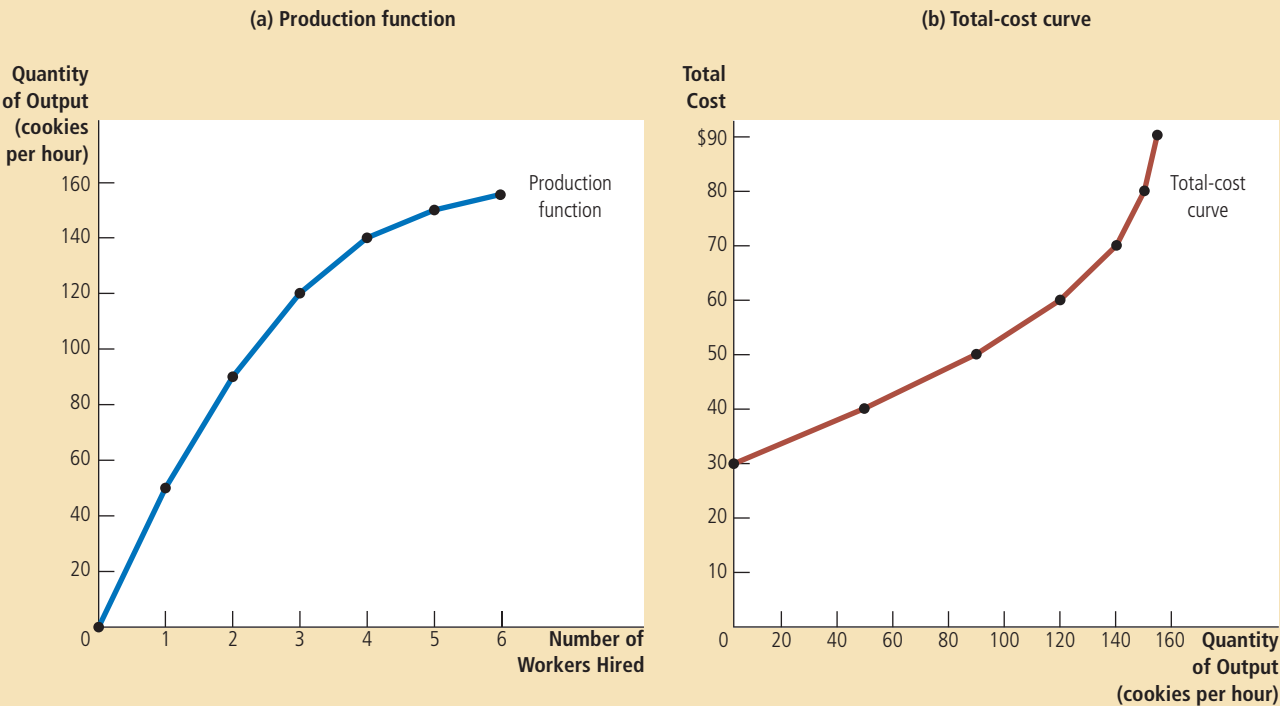 (a) Production function
Quantity
of Output
(cookies
per hour)
160
140
120
100
80
60
40
20
0 1 2 3 4 5 6
Number of
Workers Hired
Production
function
(b) Total-cost curve
Total
Cost
$90
80
70
60
50
40
30
20
10
0 20 40 60 80 100 120 140 160
Quantity
of Output
(cookies per hour)
Total-cost
curve